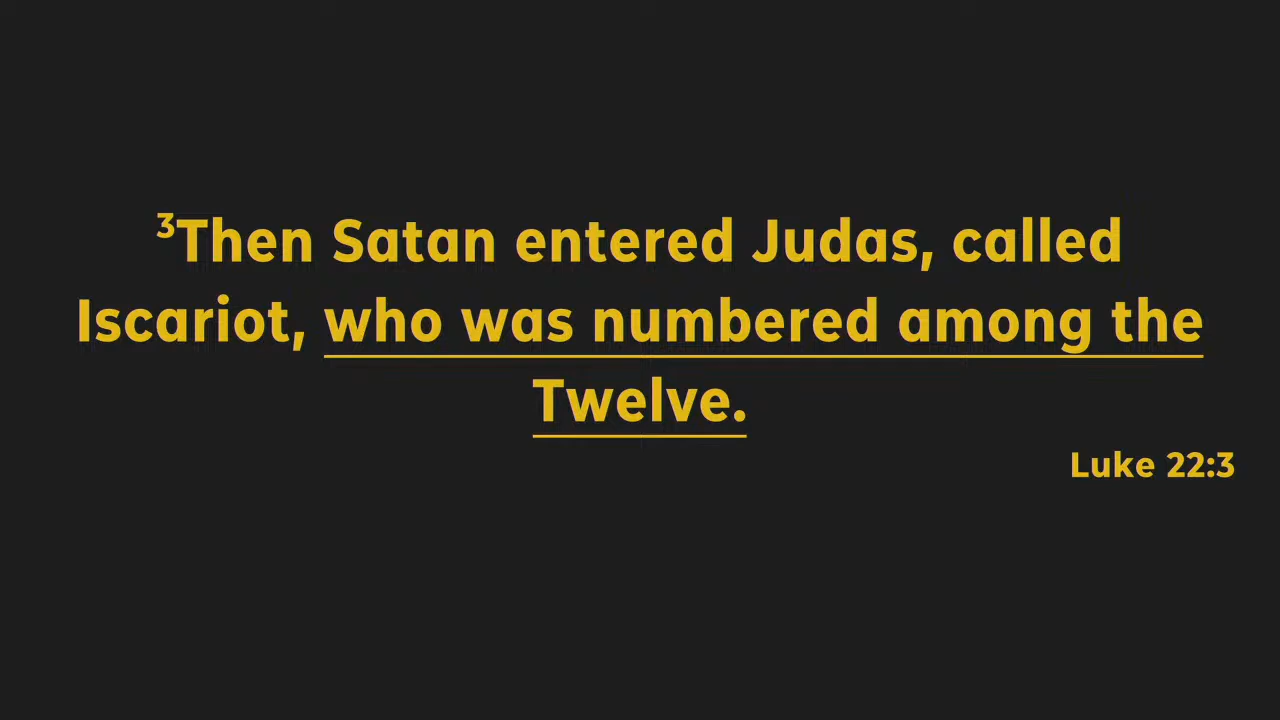 ³Then Satan entered Judas, called
Iscariot, who was numbered among the
Twelve.
Luke 22:3